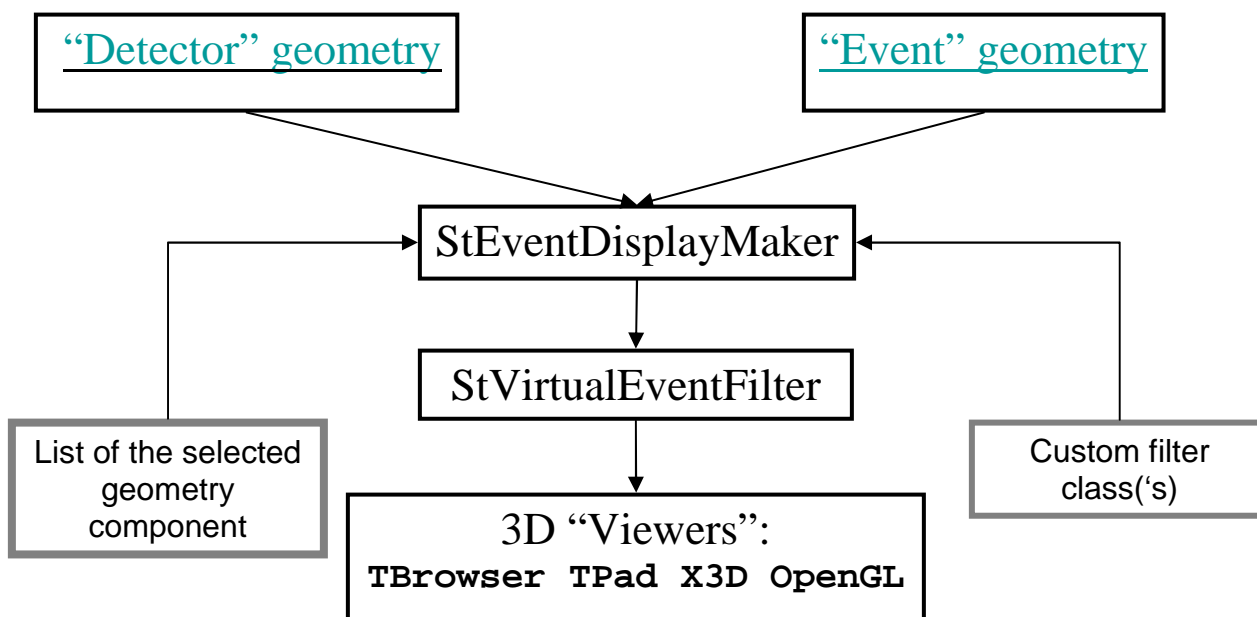 “Detector” geometry
“Event” geometry
StEventDisplayMaker
StVirtualEventFilter
List of the selected
geometry
component
Custom filter
class(‘s)
3D “Viewers”:
TBrowser TPad X3D OpenGL